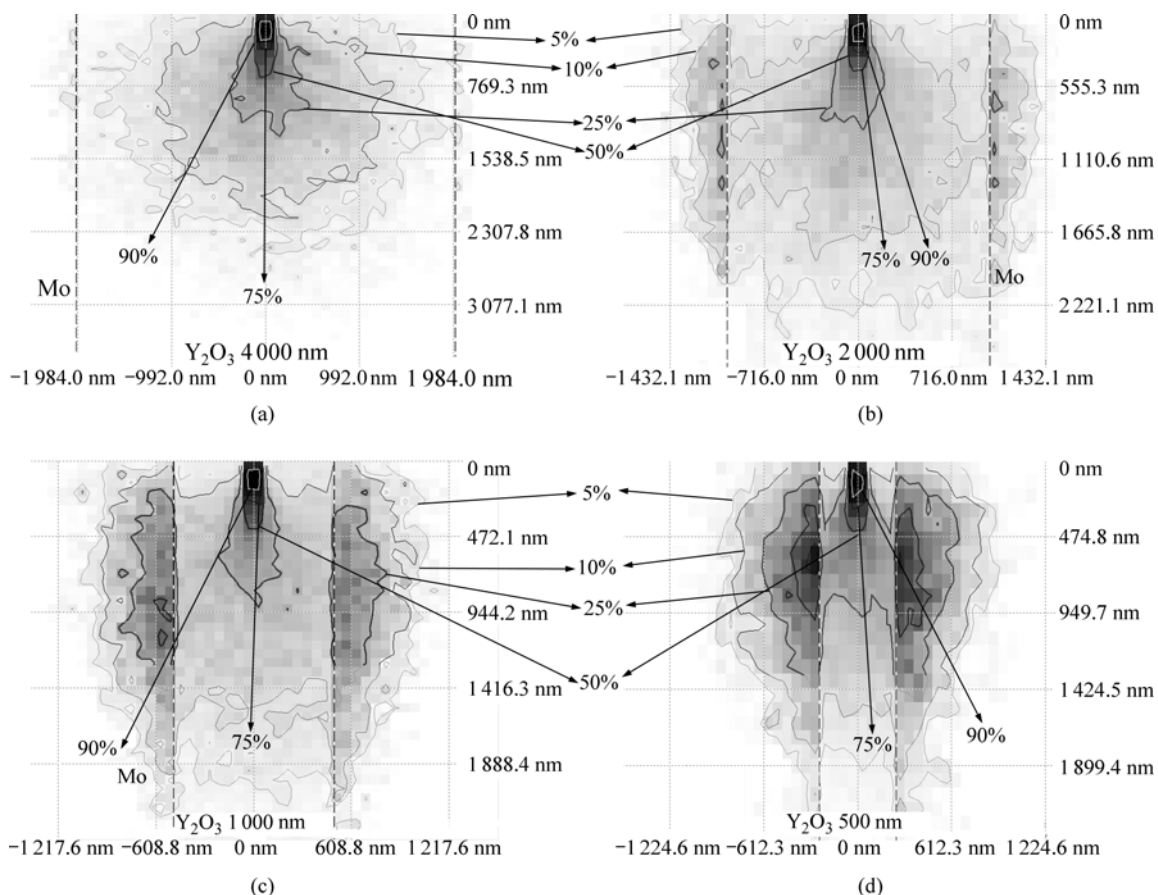 0 nm
769.3 nm
1 538.5 nm
2 307.8 nm
3 077.1 nm
90%
75%
Mo
Y₂O₃ 4 000 nm
−1 984.0 nm −992.0 nm 0 nm 992.0 nm 1 984.0 nm
(a)
5%
10%
25%
50%
0 nm
555.3 nm
1 110.6 nm
1 665.8 nm
2 221.1 nm
75% 90%
Mo
Y₂O₃ 2 000 nm
−1 432.1 nm −716.0 nm 0 nm 716.0 nm 1 432.1 nm
(b)
0 nm
472.1 nm
944.2 nm
1 416.3 nm
1 888.4 nm
90%
75%
Mo
Y₂O₃ 1 000 nm
−1 217.6 nm −608.8 nm 0 nm 608.8 nm 1 217.6 nm
(c)
5%
10%
25%
50%
0 nm
474.8 nm
949.7 nm
1 424.5 nm
1 899.4 nm
75%
90%
Y₂O₃ 500 nm
−1 224.6 nm −612.3 nm 0 nm 612.3 nm 1 224.6 nm
(d)